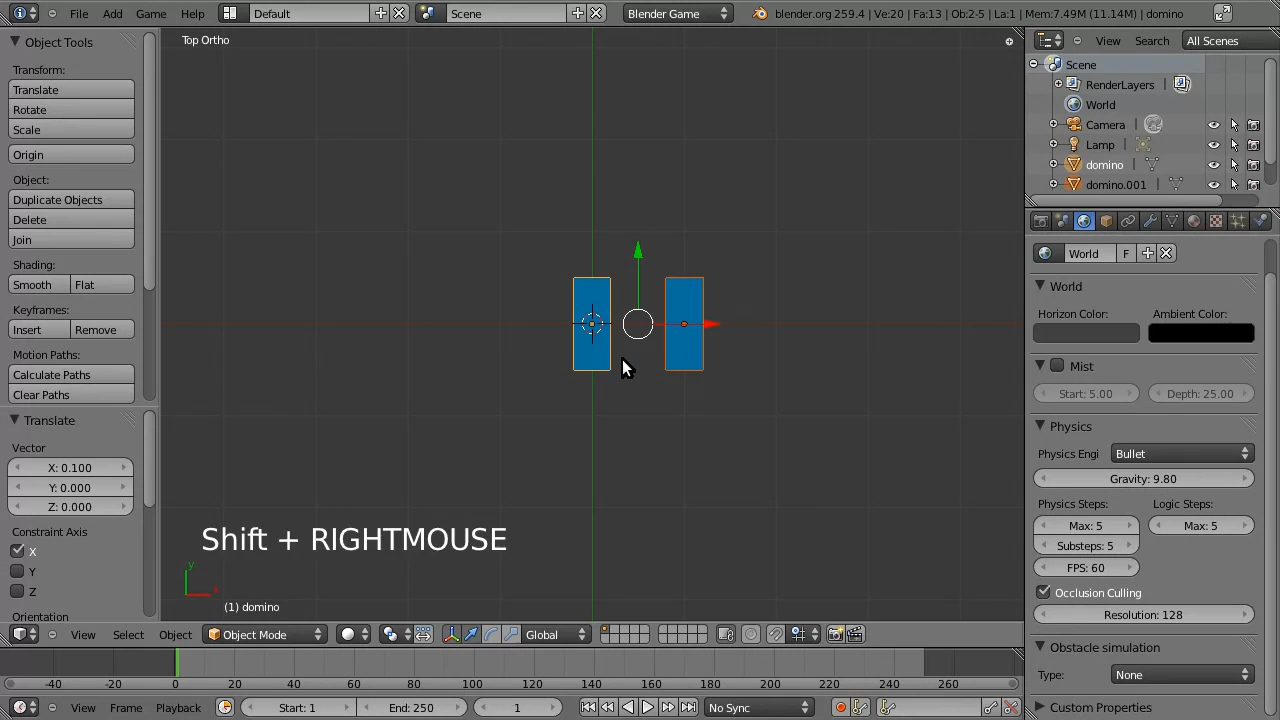 File Add Game Help Default Scene Blender Game blender.org 259.4 | Ve:20 | Fa:13 | Ob:2-5 | La:1 | Mem:7.49M (11.14M) | domino
Object Tools
Transform:
Translate
Rotate
Scale
Origin
Object:
Duplicate Objects
Delete
Join
Shading:
Smooth Flat
Keyframes:
Insert Remove
Motion Paths:
Calculate Paths
Clear Paths
Translate
Vector
X: 0.100
Y: 0.000
Z: 0.000
Constraint Axis
X
Y
Z
Orientation
Top Ortho
Shift + RIGHTMOUSE
y
x
(1) domino
View Select Object Object Mode Global
-40 -20 0 20 40 60 80 100 120 140 160 180 200 220 240 260
View Frame Playback Start: 1 End: 250 1 No Sync
View Search All Scenes
Scene
RenderLayers |
World
Camera |
Lamp |
domino |
domino.001 |
World F
World
Horizon Color: Ambient Color:
Mist
Start: 5.00 Depth: 25.00
Physics
Physics Engi Bullet
Gravity: 9.80
Physics Steps: Logic Steps:
Max: 5 Max: 5
Substeps: 5
FPS: 60
Occlusion Culling
Resolution: 128
Obstacle simulation
Type: None
Custom Properties